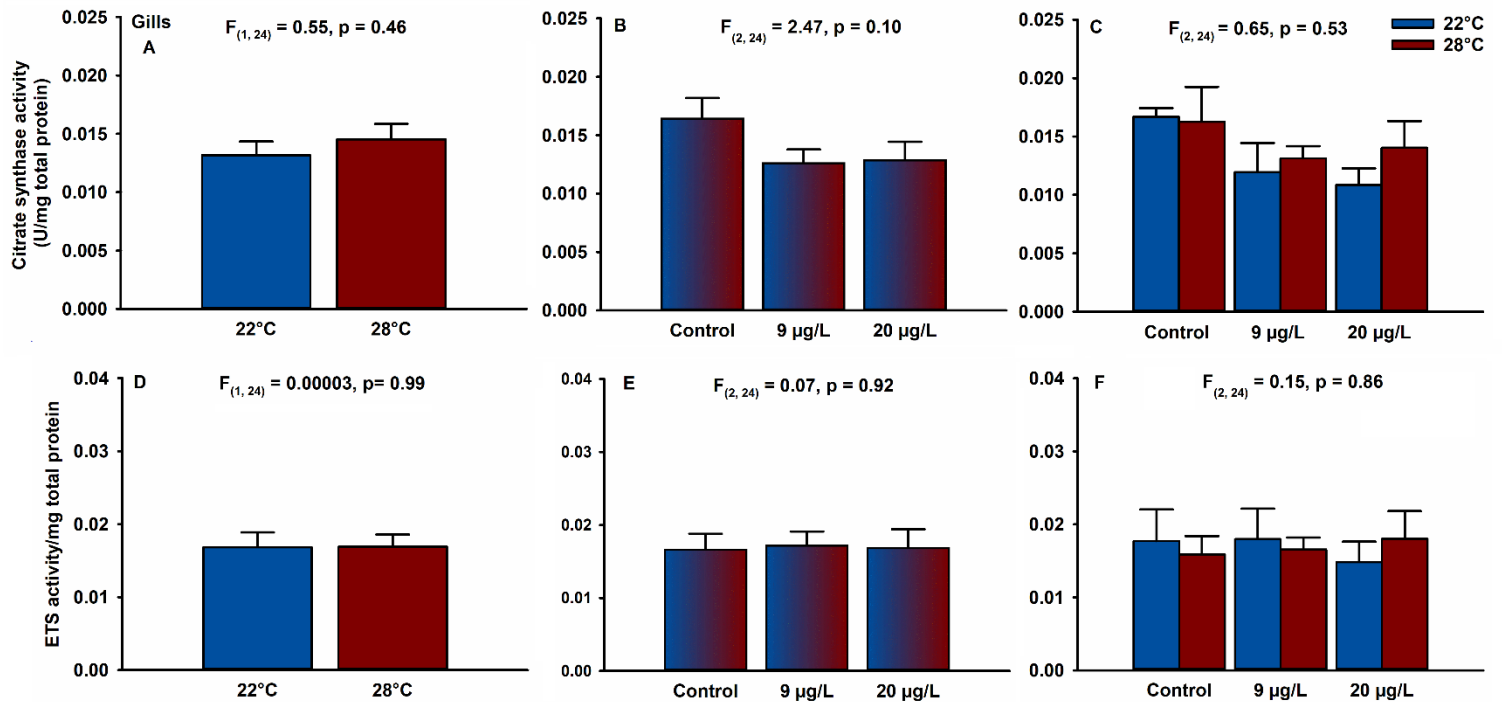 Gills
A
F(1, 24) = 0.55, p = 0.46
Citrate synthase activity
(U/mg total protein)
0.025
0.020
0.015
0.010
0.005
0.000
22°C
28°C
B
F(2, 24) = 2.47, p = 0.10
0.025
0.020
0.015
0.010
0.005
0.000
Control
9 µg/L
20 µg/L
C
F(2, 24) = 0.65, p = 0.53
22°C
28°C
0.025
0.020
0.015
0.010
0.005
0.000
Control
9 µg/L
20 µg/L
D
F(1, 24) = 0.00003, p= 0.99
ETS activity/mg total protein
0.04
0.03
0.02
0.01
0.00
22°C
28°C
E
F(2, 24) = 0.07, p = 0.92
0.04
0.03
0.02
0.01
0.00
Control
9 µg/L
20 µg/L
F
F(2, 24) = 0.15, p = 0.86
0.04
0.03
0.02
0.01
0.00
Control
9 µg/L
20 µg/L